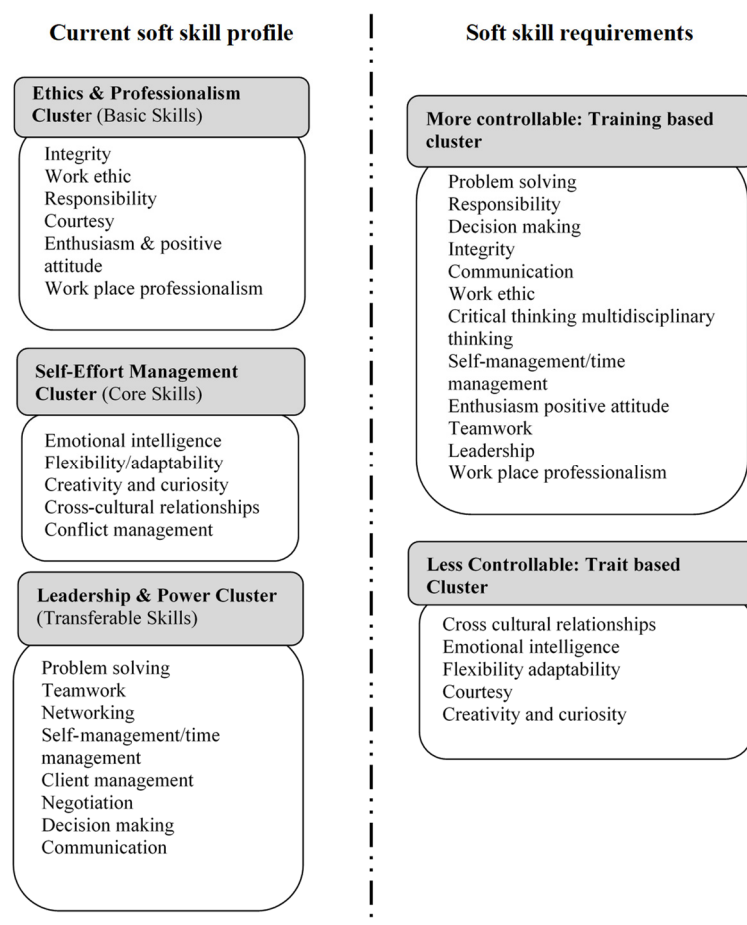 Current soft skill profile
Ethics & Professionalism
Cluster (Basic Skills)
Integrity
Work ethic
Responsibility
Courtesy
Enthusiasm & positive
attitude
Work place professionalism
Self-Effort Management
Cluster (Core Skills)
Emotional intelligence
Flexibility/adaptability
Creativity and curiosity
Cross-cultural relationships
Conflict management
Leadership & Power Cluster
(Transferable Skills)
Problem solving
Teamwork
Networking
Self-management/time
management
Client management
Negotiation
Decision making
Communication
Soft skill requirements
More controllable: Training based
cluster
Problem solving
Responsibility
Decision making
Integrity
Communication
Work ethic
Critical thinking multidisciplinary
thinking
Self-management/time
management
Enthusiasm positive attitude
Teamwork
Leadership
Work place professionalism
Less Controllable: Trait based
Cluster
Cross cultural relationships
Emotional intelligence
Flexibility adaptability
Courtesy
Creativity and curiosity